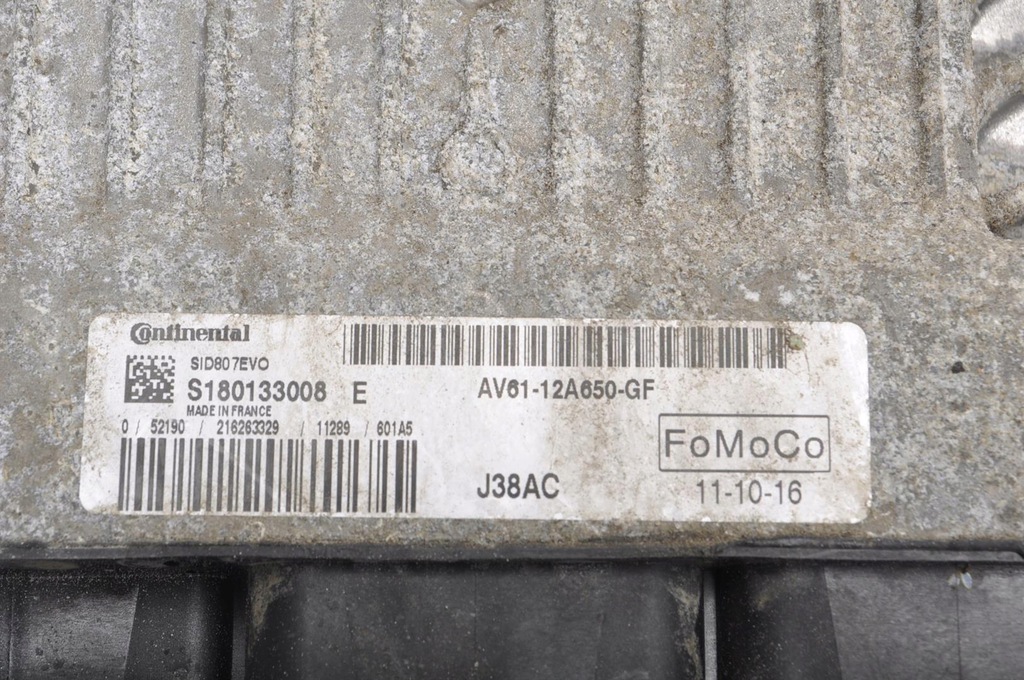 Continental
SID807EVO
S180133008 E
MADE IN FRANCE
0 / 52190 / 216263329 / 11289 / 601A5
AV61-12A650-GF
FoMoCo
J38AC
11-10-16